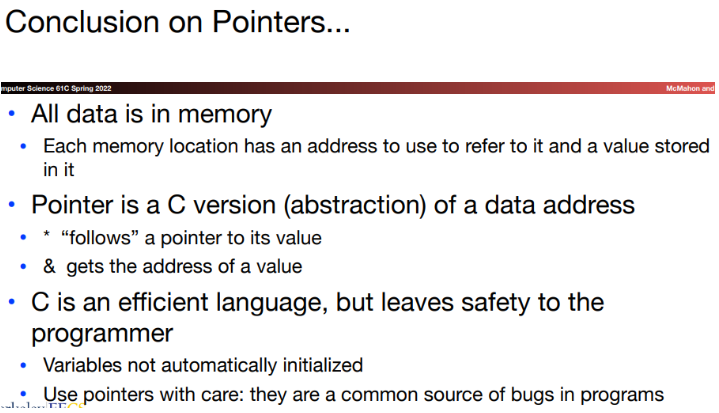 Conclusion on Pointers...
mputer Science 61C Spring 2022
McMahon and
• All data is in memory
• Each memory location has an address to use to refer to it and a value stored
in it
• Pointer is a C version (abstraction) of a data address
• * “follows” a pointer to its value
• & gets the address of a value
• C is an efficient language, but leaves safety to the
programmer
• Variables not automatically initialized
• Use pointers with care: they are a common source of bugs in programs